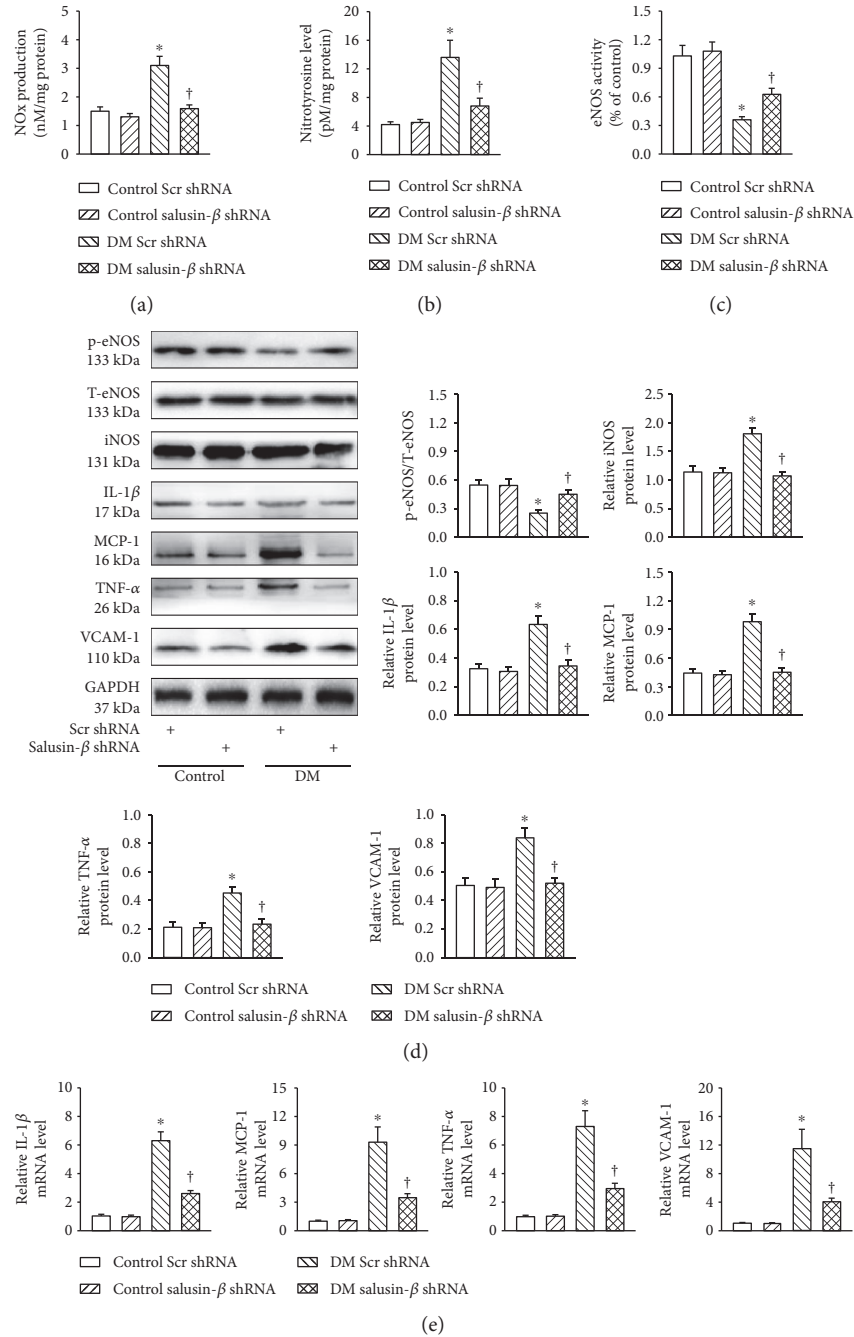 NOx production
(nM/mg protein)
5
4
3
2
1
0
*
†
Control Scr shRNA
Control salusin-β shRNA
DM Scr shRNA
DM salusin-β shRNA
(a)
Nitrotyrosine level
(pM/mg protein)
20
16
12
8
4
0
*
†
Control Scr shRNA
Control salusin-β shRNA
DM Scr shRNA
DM salusin-β shRNA
(b)
eNOS activity
(% of control)
1.5
1.2
0.9
0.6
0.3
0.0
*
†
Control Scr shRNA
Control salusin-β shRNA
DM Scr shRNA
DM salusin-β shRNA
(c)
p-eNOS
133 kDa
T-eNOS
133 kDa
iNOS
131 kDa
IL-1β
17 kDa
MCP-1
16 kDa
TNF-α
26 kDa
VCAM-1
110 kDa
GAPDH
37 kDa
Scr shRNA + +
Salusin-β shRNA + +
Control DM
p-eNOS/T-eNOS
1.5
1.2
0.9
0.6
0.3
0.0
*
†
Relative iNOS
protein level
2.5
2.0
1.5
1.0
0.5
0.0
*
†
Relative IL-1β
protein level
1.0
0.8
0.6
0.4
0.2
0.0
*
†
Relative MCP-1
protein level
1.5
1.2
0.9
0.6
0.3
0.0
*
†
Relative TNF-α
protein level
1.0
0.8
0.6
0.4
0.2
0.0
*
†
Relative VCAM-1
protein level
1.0
0.8
0.6
0.4
0.2
0.0
*
†
Control Scr shRNA
Control salusin-β shRNA
DM Scr shRNA
DM salusin-β shRNA
(d)
Relative IL-1β
mRNA level
10
8
6
4
2
0
*
†
Relative MCP-1
mRNA level
15
12
9
6
3
0
*
†
Relative TNF-α
mRNA level
10
8
6
4
2
0
*
†
Relative VCAM-1
mRNA level
20
16
12
8
4
0
*
†
Control Scr shRNA
Control salusin-β shRNA
DM Scr shRNA
DM salusin-β shRNA
(e)